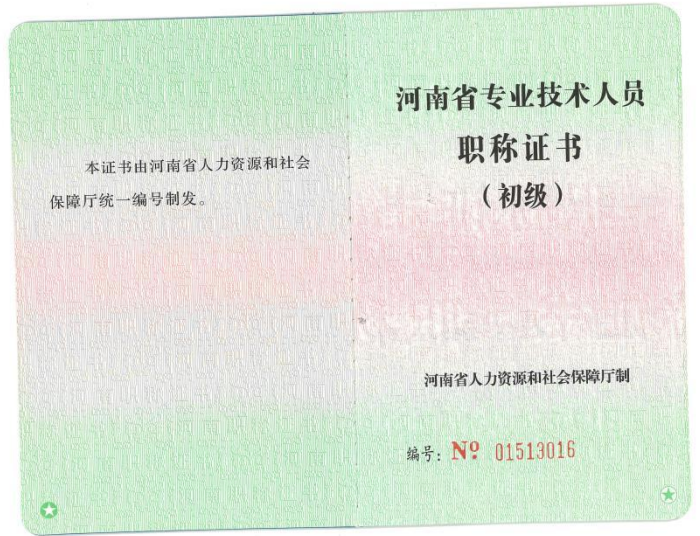 本证书由河南省人力资源和社会
保障厅统一编号制发。
河南省专业技术人员
职称证书
（初级）
河南省人力资源和社会保障厅制
编号：№ 01513016